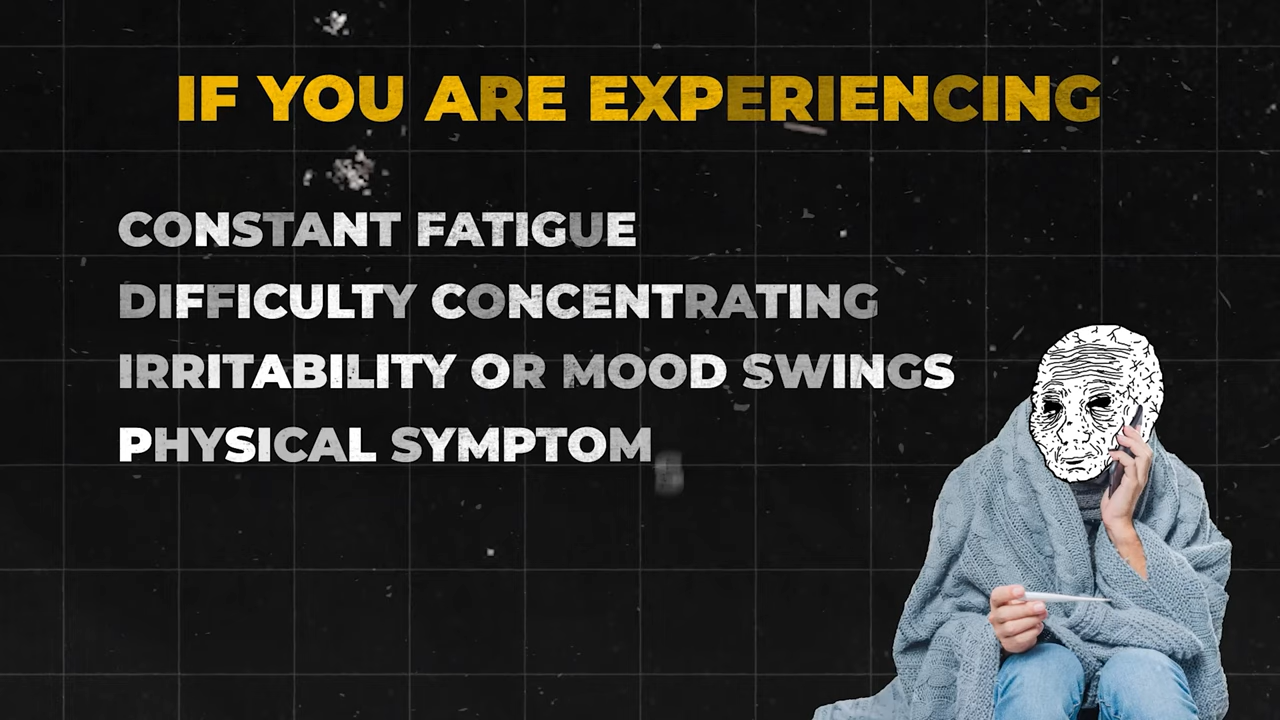 IF YOU ARE EXPERIENCING
CONSTANT FATIGUE
DIFFICULTY CONCENTRATING
IRRITABILITY OR MOOD SWINGS
PHYSICAL SYMPTOM